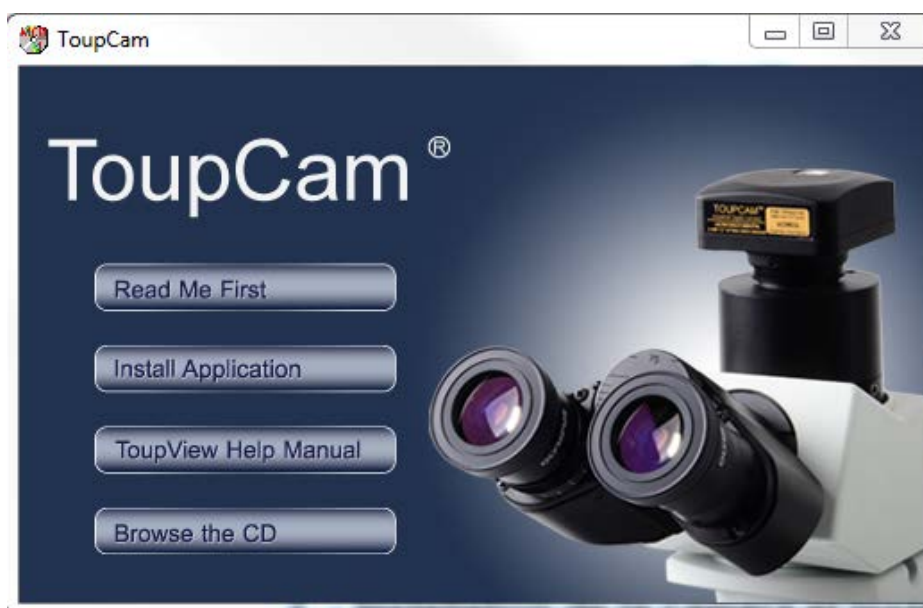 ToupCam
ToupCam ®
Read Me First
Install Application
ToupView Help Manual
Browse the CD
TOUPCAM